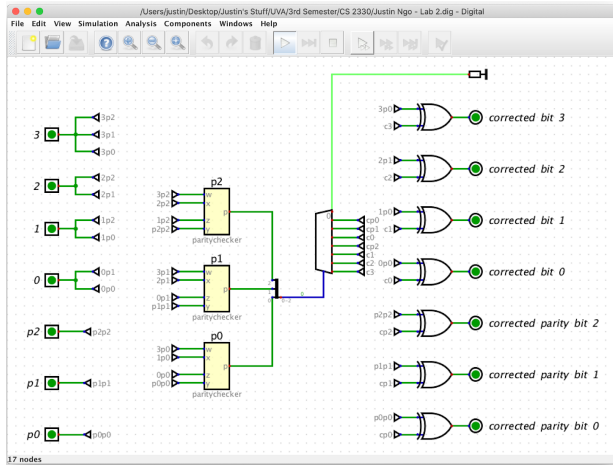 /Users/justin/Desktop/Justin's Stuff/UVA/3rd Semester/CS 2330/Justin Ngo - Lab 2.dig - Digital
File Edit View Simulation Analysis Components Windows Help
3
3p2
3p1
3p0
2
2p2
2p1
1
1p2
1p0
0
0p1
0p0
p2
p2p2
p1
p1p1
p0
p0p0
p2
3p2
2p2
1p2
p2p2
w
x
z
y
p
paritychecker
p1
3p1
2p1
0p1
p1p1
w
x
z
y
p
paritychecker
p0
3p0
1p0
0p0
p0p0
w
x
z
y
p
paritychecker
0
cp0
cp1
c0
cp2
c1
c2
c3
3p0
c3
corrected bit 3
2p1
c2
corrected bit 2
1p0
c1
corrected bit 1
0p0
c0
corrected bit 0
p2p2
cp2
corrected parity bit 2
p1p1
cp1
corrected parity bit 1
p0p0
cp0
corrected parity bit 0
17 nodes